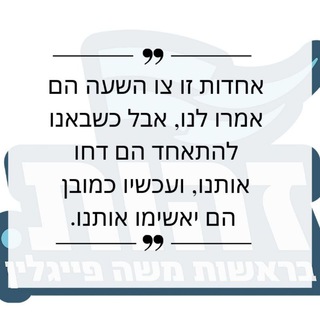 אחדות זו צו השעה הם
אמרו לנו, אבל כשבאנו
להתאחד הם דחו
אותנו, ועכשיו כמובן
הם יאשימו אותנו.
זהות.
בראשות משה פייגלין